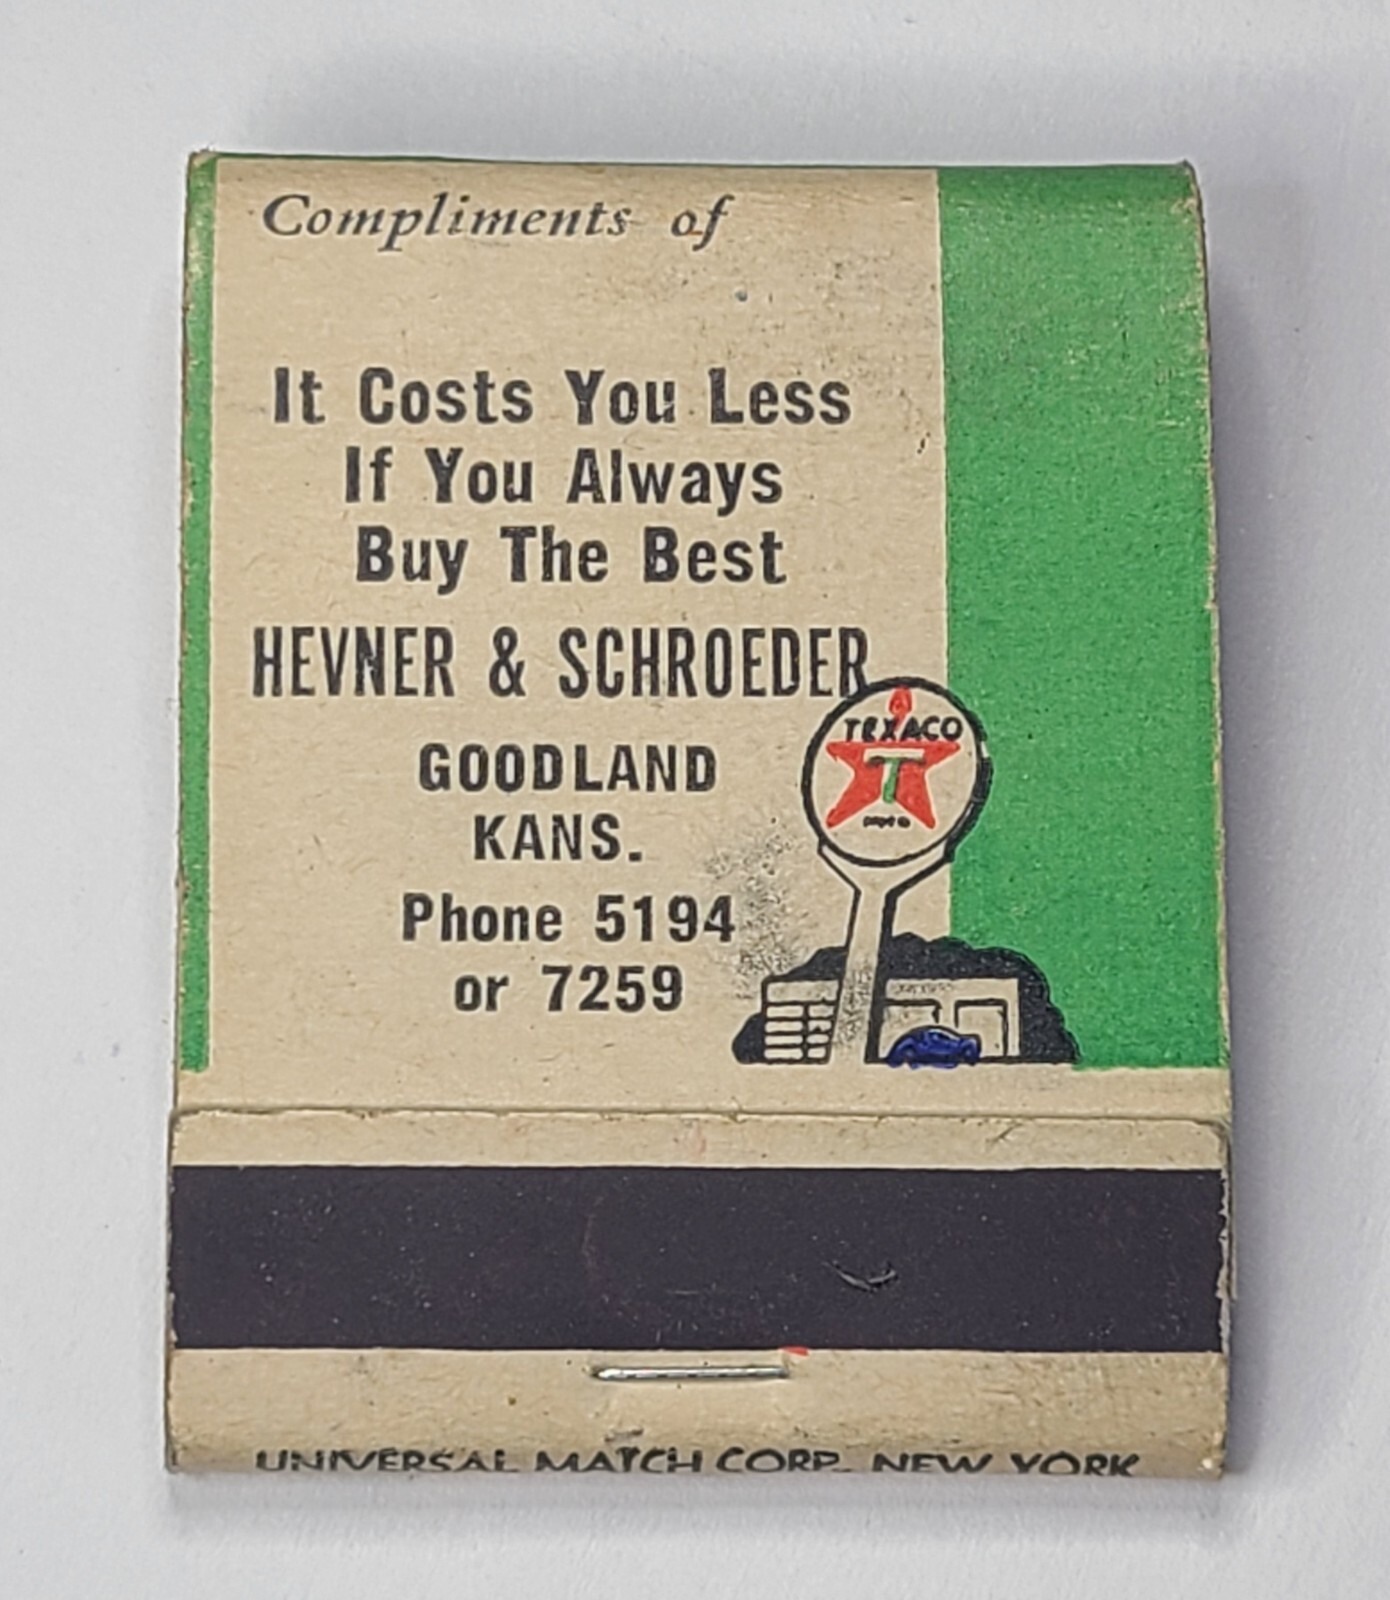 Compliments of
It Costs You Less
If You Always
Buy The Best
HEVNER & SCHROEDER
GOODLAND
KANS.
Phone 5194
or 7259
TEXACO
T
UNIVERSAL MATCH CORP. NEW YORK